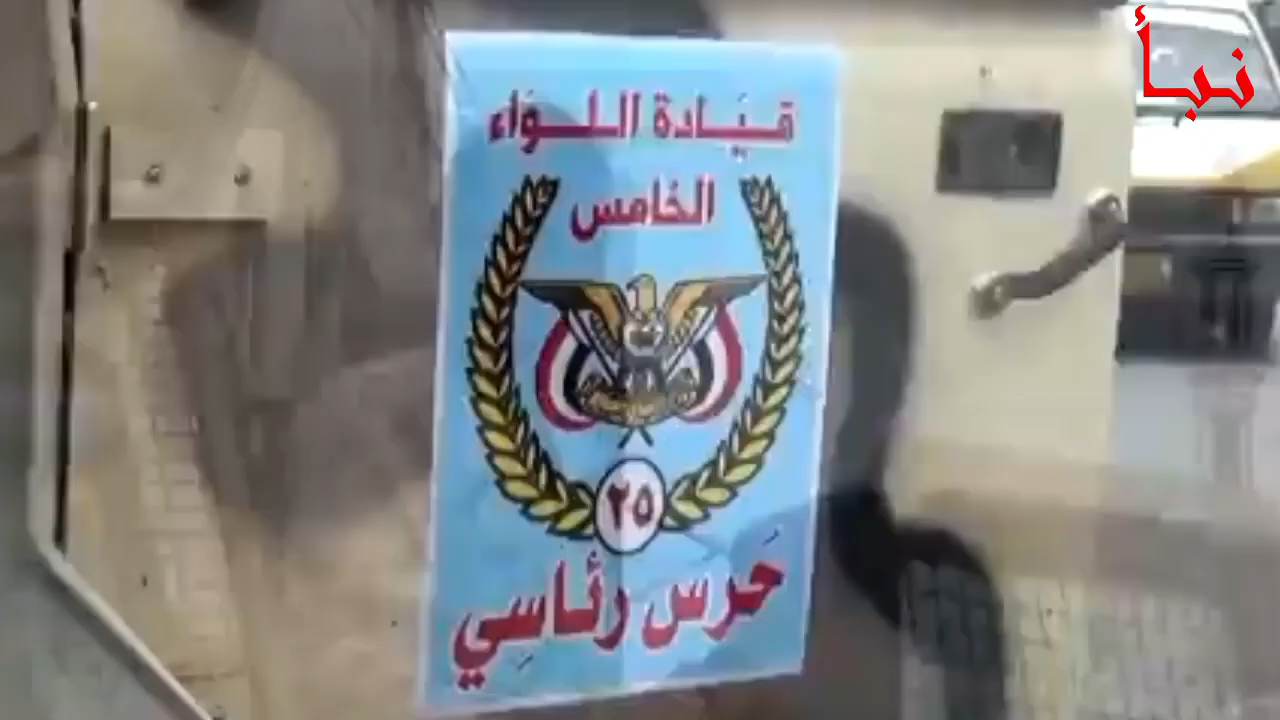 نبأ
قيادة اللواء
الخامس
٢٥
حرس رئاسي